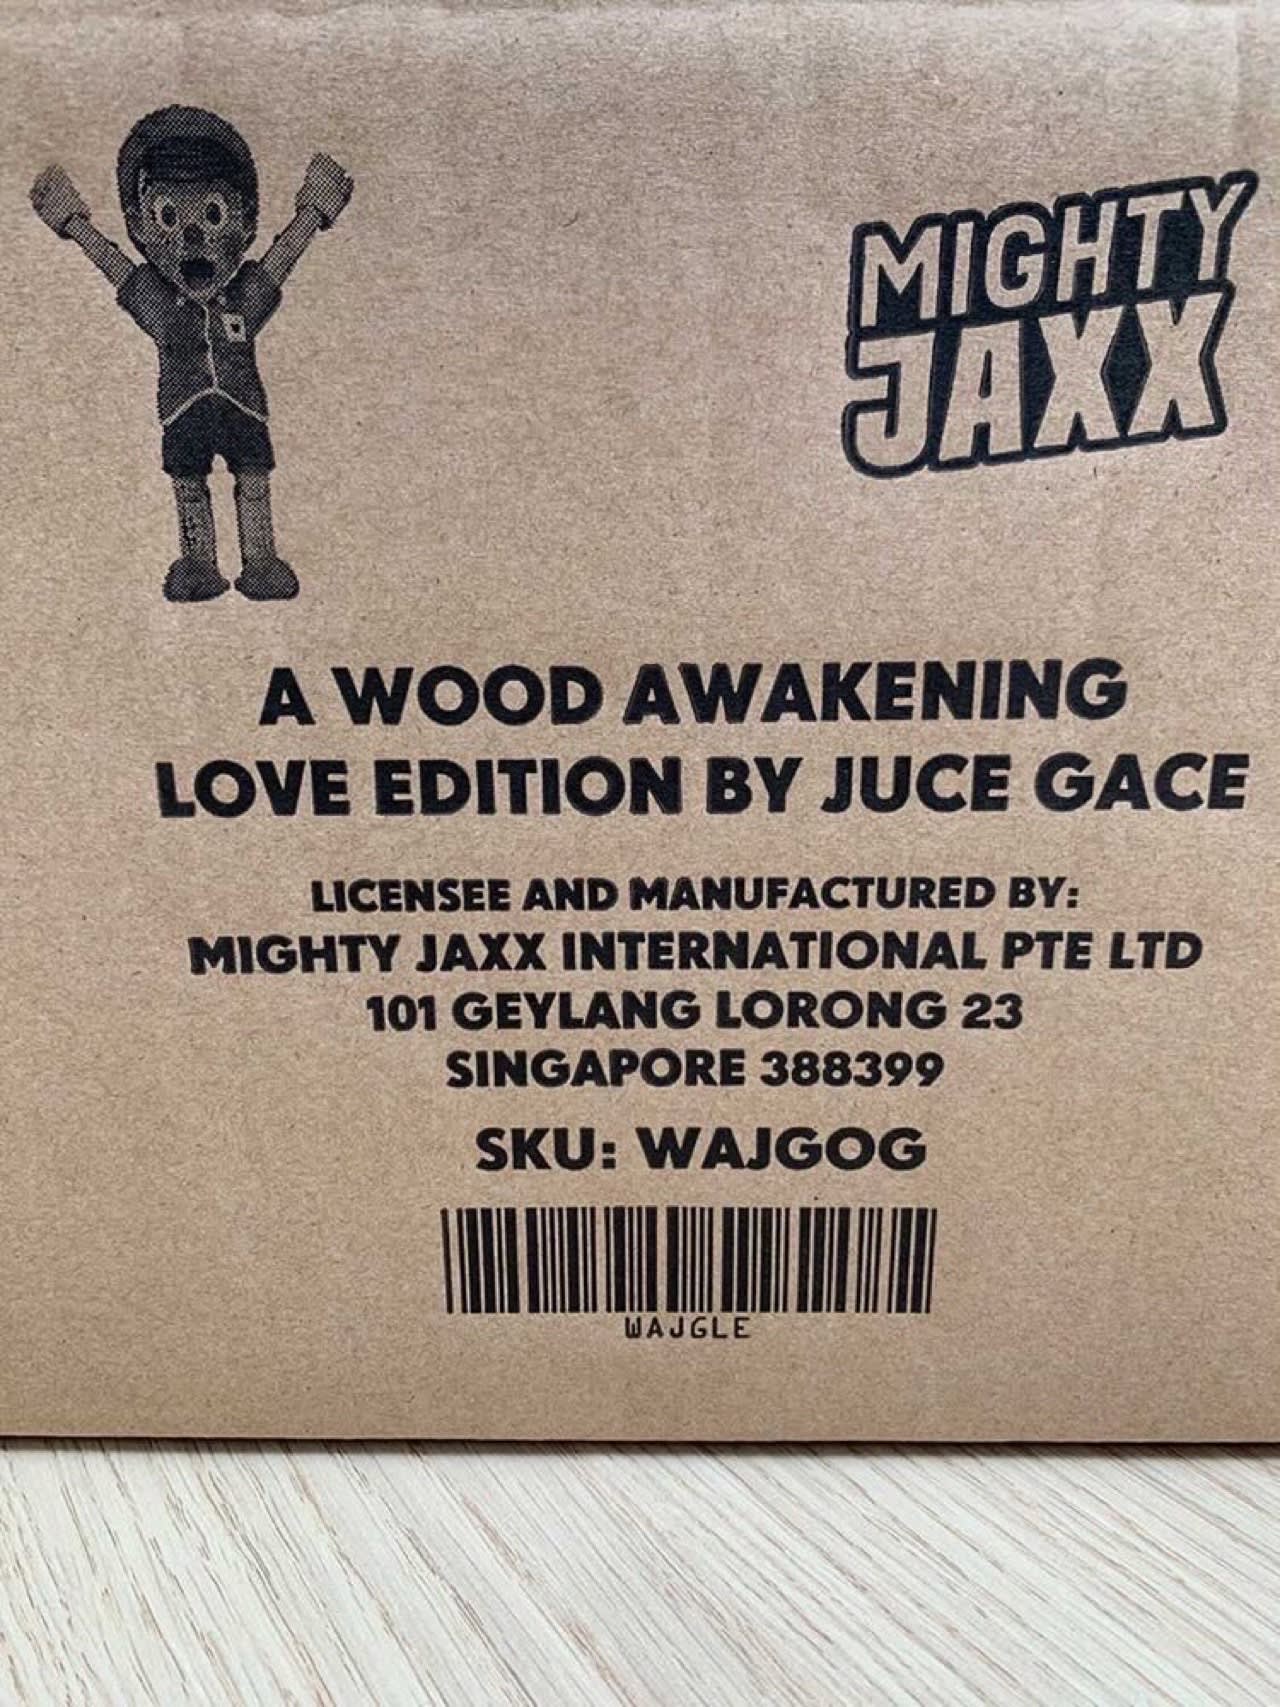 MIGHTY
JAXX
A WOOD AWAKENING
LOVE EDITION BY JUCE GACE
LICENSEE AND MANUFACTURED BY:
MIGHTY JAXX INTERNATIONAL PTE LTD
101 GEYLANG LORONG 23
SINGAPORE 388399
SKU: WAJGOG
WAJGLE